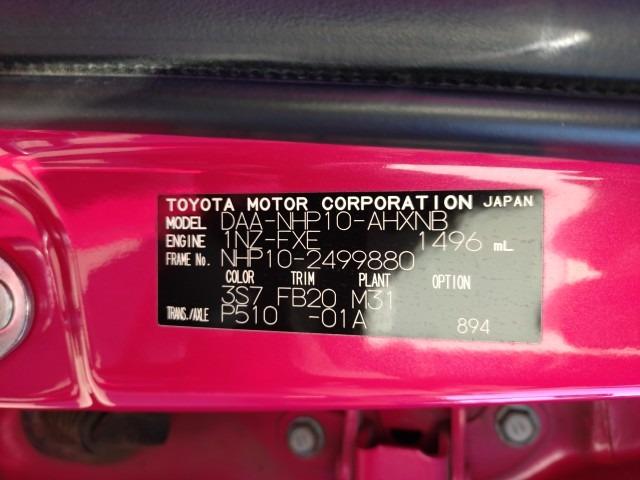 TOYOTA MOTOR CORPORATION JAPAN
MODEL DAA-NHP10-AHXNB
ENGINE 1NZ-FXE 1496 mL
FRAME No. NHP10-2499880
COLOR TRIM PLANT OPTION
3S7 FB20 M31
TRANS./AXLE P510 -01A 894
8